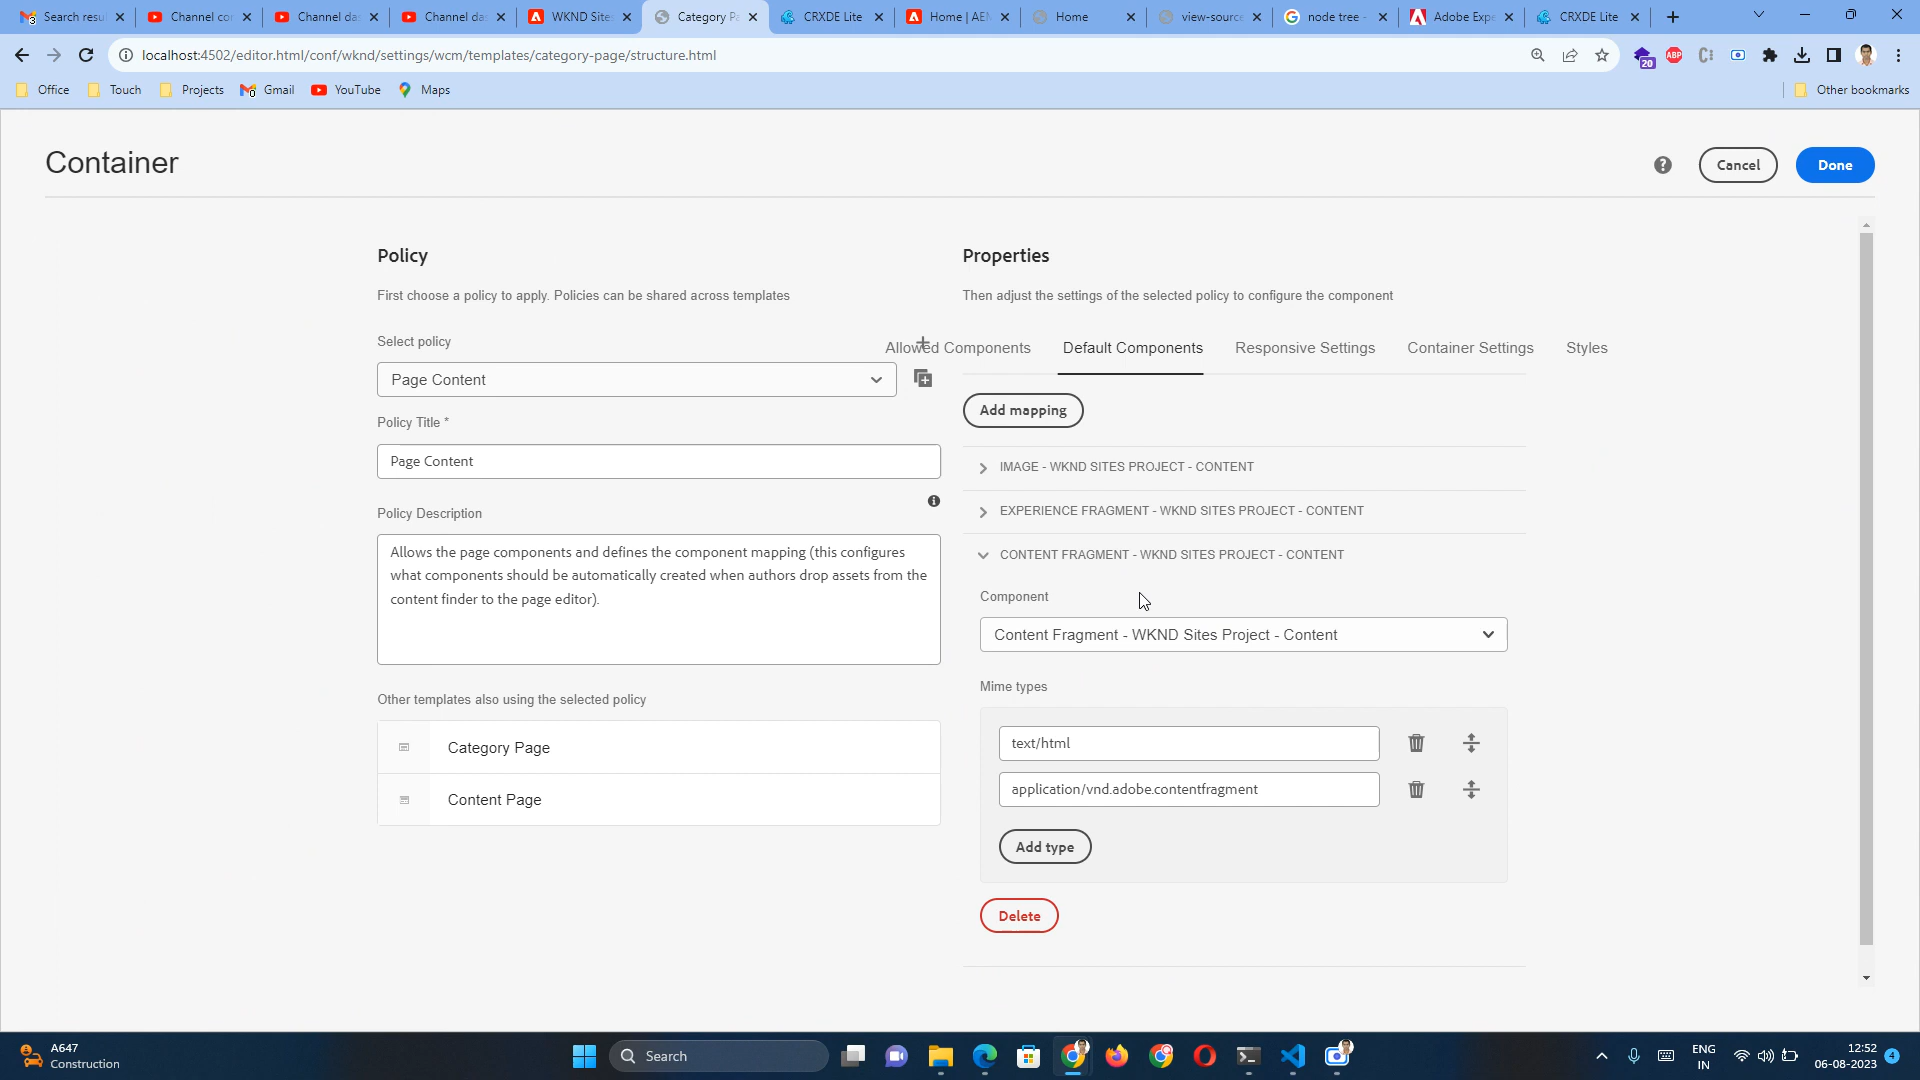 Search resu
Channel co
Channel da
Channel da
WKND Site
Category P
CRXDE Lite
Home | AEM
Home
view-sourc
node tree -
Adobe Expe
CRXDE Lite
localhost:4502/editor.html/conf/wknd/settings/wcm/templates/category-page/structure.html
20
ABP
Office
Touch
Projects
Gmail
YouTube
Maps
Other bookmarks
Container
Cancel
Done
Policy
First choose a policy to apply. Policies can be shared across templates
Select policy
Page Content
Policy Title *
Page Content
Policy Description
Allows the page components and defines the component mapping (this configures
what components should be automatically created when authors drop assets from the
content finder to the page editor).
Other templates also using the selected policy
Category Page
Content Page
Properties
Then adjust the settings of the selected policy to configure the component
Allowed Components
Default Components
Responsive Settings
Container Settings
Styles
Add mapping
IMAGE - WKND SITES PROJECT - CONTENT
EXPERIENCE FRAGMENT - WKND SITES PROJECT - CONTENT
CONTENT FRAGMENT - WKND SITES PROJECT - CONTENT
Component
Content Fragment - WKND Sites Project - Content
Mime types
text/html
application/vnd.adobe.contentfragment
Add type
Delete
A647
Construction
Search
ENG
IN
12:52
06-08-2023
4